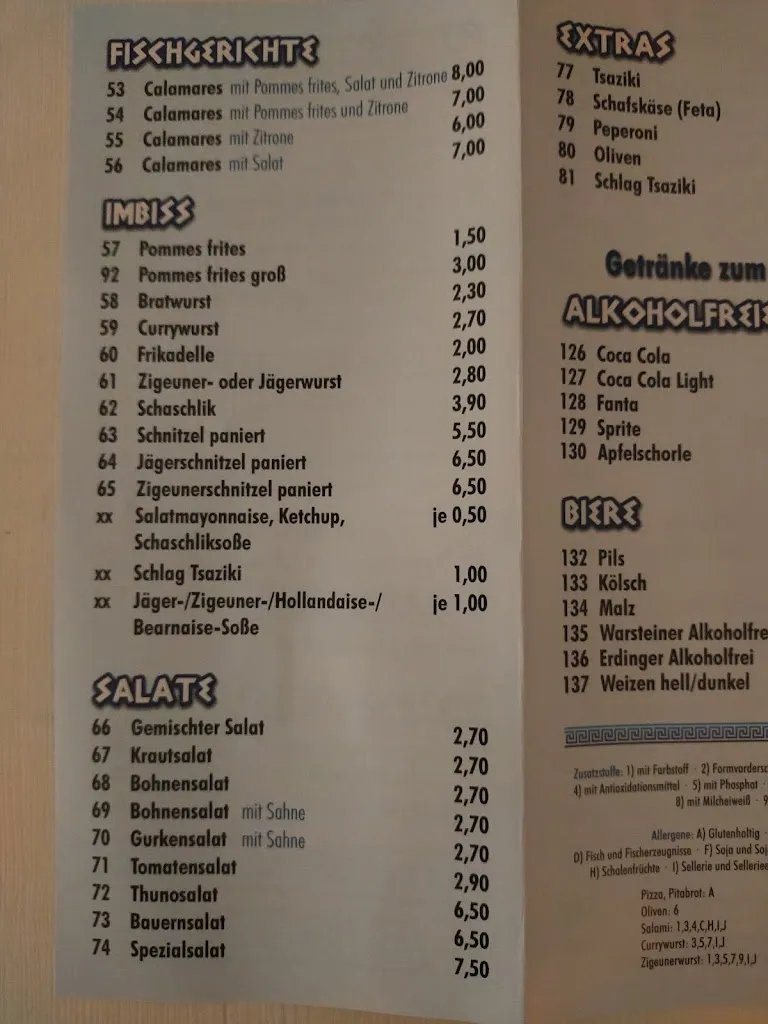 FISCHGERICHTE
53 Calamares mit Pommes frites, Salat und Zitrone 8,00
54 Calamares mit Pommes frites und Zitrone 7,00
55 Calamares mit Zitrone 6,00
56 Calamares mit Salat 7,00
IMBISS
57 Pommes frites 1,50
92 Pommes frites groß 3,00
58 Bratwurst 2,30
59 Currywurst 2,70
60 Frikadelle 2,00
61 Zigeuner- oder Jägerwurst 2,80
62 Schaschlik 3,90
63 Schnitzel paniert 5,50
64 Jägerschnitzel paniert 6,50
65 Zigeunerschnitzel paniert 6,50
xx Salatmayonnaise, Ketchup, je 0,50
Schaschliksoße
xx Schlag Tsaziki 1,00
xx Jäger-/Zigeuner-/Hollandaise-/ je 1,00
Bearnaise-Soße
SALATE
66 Gemischter Salat 2,70
67 Krautsalat 2,70
68 Bohnensalat 2,70
69 Bohnensalat mit Sahne 2,70
70 Gurkensalat mit Sahne 2,70
71 Tomatensalat 2,90
72 Thunosalat 6,50
73 Bauernsalat 6,50
74 Spezialsalat 7,50
EXTRAS
77 Tsaziki
78 Schafskäse (Feta)
79 Peperoni
80 Oliven
81 Schlag Tsaziki
Getränke zum
ALKOHOLFREIE
126 Coca Cola
127 Coca Cola Light
128 Fanta
129 Sprite
130 Apfelschorle
BIERE
132 Pils
133 Kölsch
134 Malz
135 Warsteiner Alkoholfre
136 Erdinger Alkoholfrei
137 Weizen hell/dunkel
Zusatzstoffe: 1) mit Farbstoff · 2) Formvordersc
4) mit Antioxidationsmittel · 5) mit Phosphat ·
8) mit Milcheiweiß · 9
Allergene: A) Glutenhaltig ·
D) Fisch und Fischerzeugnisse · F) Soja und Soj
H) Schalenfrüchte · I) Sellerie und Selleriee
Pizza, Pitabrot: A
Oliven: 6
Salami: 1,3,4,C,H,I,J
Currywurst: 3,5,7,I,J
Zigeunerwurst: 1,3,5,7,9,I,J